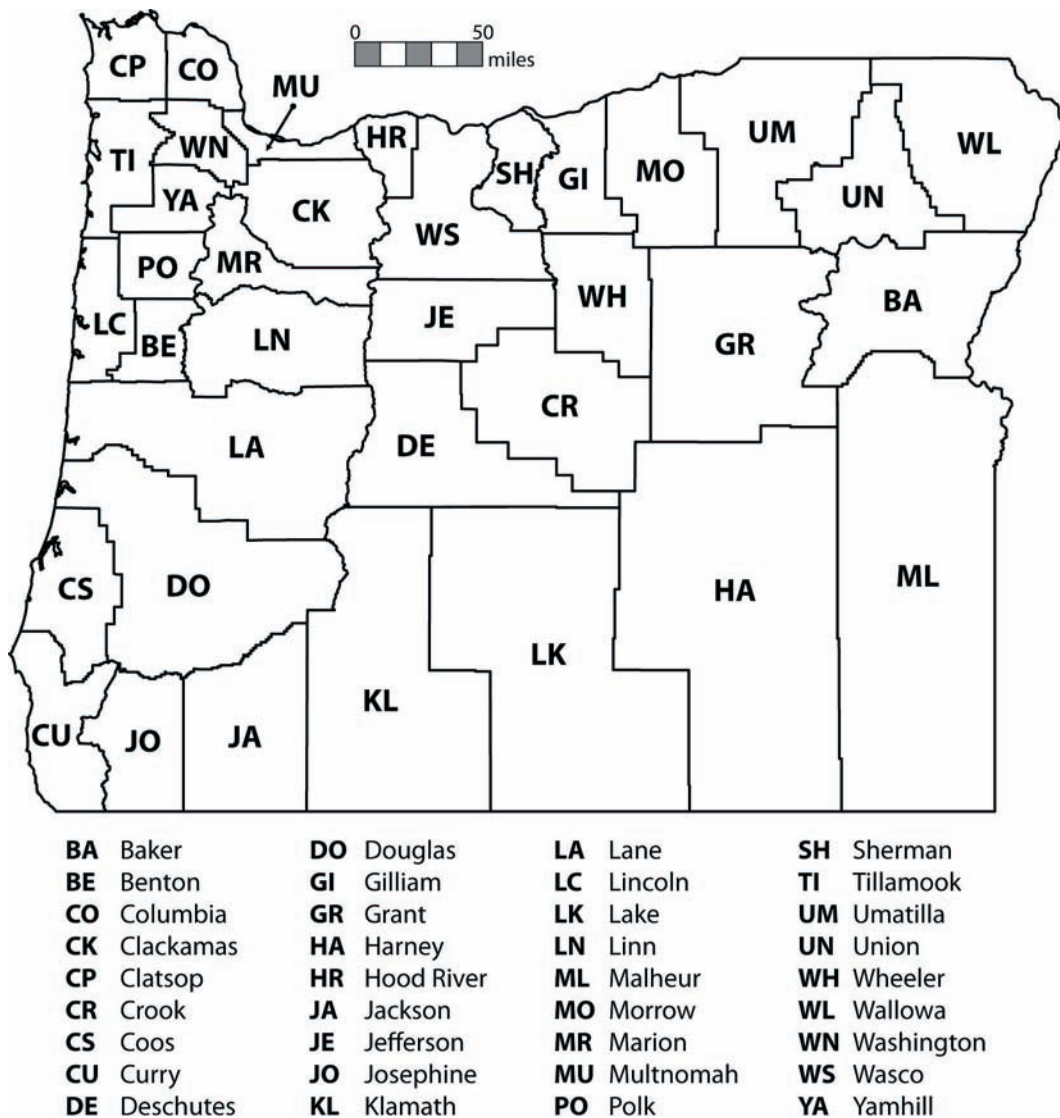 0 50
miles
CP CO
MU
HR
UM
WL
TI WN
SH GI MO
UN
YA
CK
WS
PO MR
WH
BA
LC
BE LN
JE
GR
CR
LA
DE
CS DO
HA
ML
LK
KL
CU
JO JA
BA Baker
BE Benton
CO Columbia
CK Clackamas
CP Clatsop
CR Crook
CS Coos
CU Curry
DE Deschutes
DO Douglas
GI Gilliam
GR Grant
HA Harney
HR Hood River
JA Jackson
JE Jefferson
JO Josephine
KL Klamath
LA Lane
LC Lincoln
LK Lake
LN Linn
ML Malheur
MO Morrow
MR Marion
MU Multnomah
PO Polk
SH Sherman
TI Tillamook
UM Umatilla
UN Union
WH Wheeler
WL Wallowa
WN Washington
WS Wasco
YA Yamhill